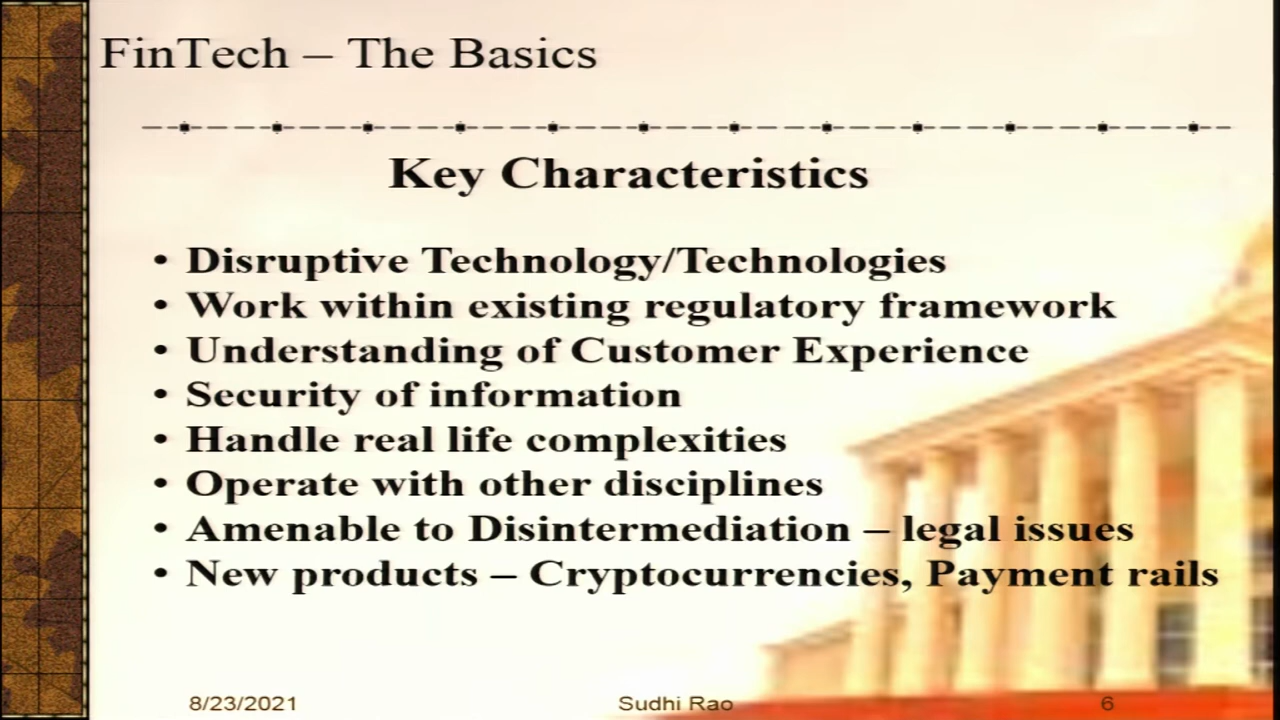 FinTech – The Basics
Key Characteristics
• Disruptive Technology/Technologies
• Work within existing regulatory framework
• Understanding of Customer Experience
• Security of information
• Handle real life complexities
• Operate with other disciplines
• Amenable to Disintermediation – legal issues
• New products – Cryptocurrencies, Payment rails
8/23/2021 Sudhi Rao 6